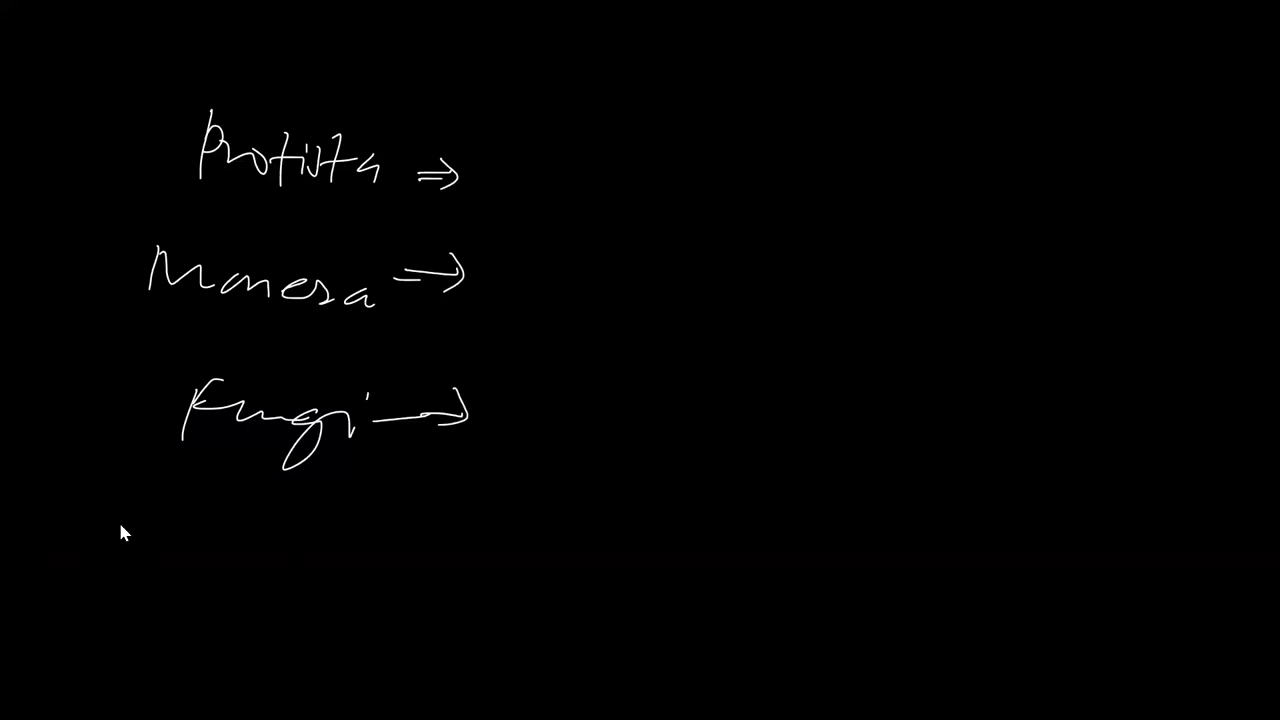 Protista ⇒
Monera →
Fungi →